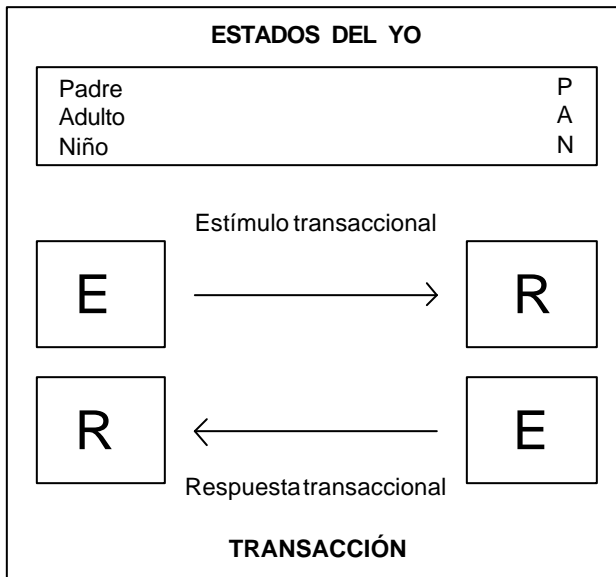 ESTADOS DEL YO
Padre P
Adulto A
Niño N
Estímulo transaccional
E R
R E
Respuesta transaccional
TRANSACCIÓN